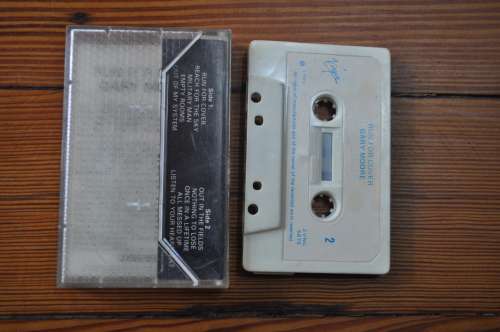 Side 1
RUN FOR COVER
REACH FOR THE SKY
MILITARY MAN
EMPTY ROOMS
OUT OF MY SYSTEM
Side 2
OUT IN THE FIELDS
NOTHING TO LOSE
ONCE IN A LIFETIME
ALL MESSED UP
LISTEN TO YOUR HEARTBEAT
Virgin
RUN FOR COVER
GARY MOORE
2